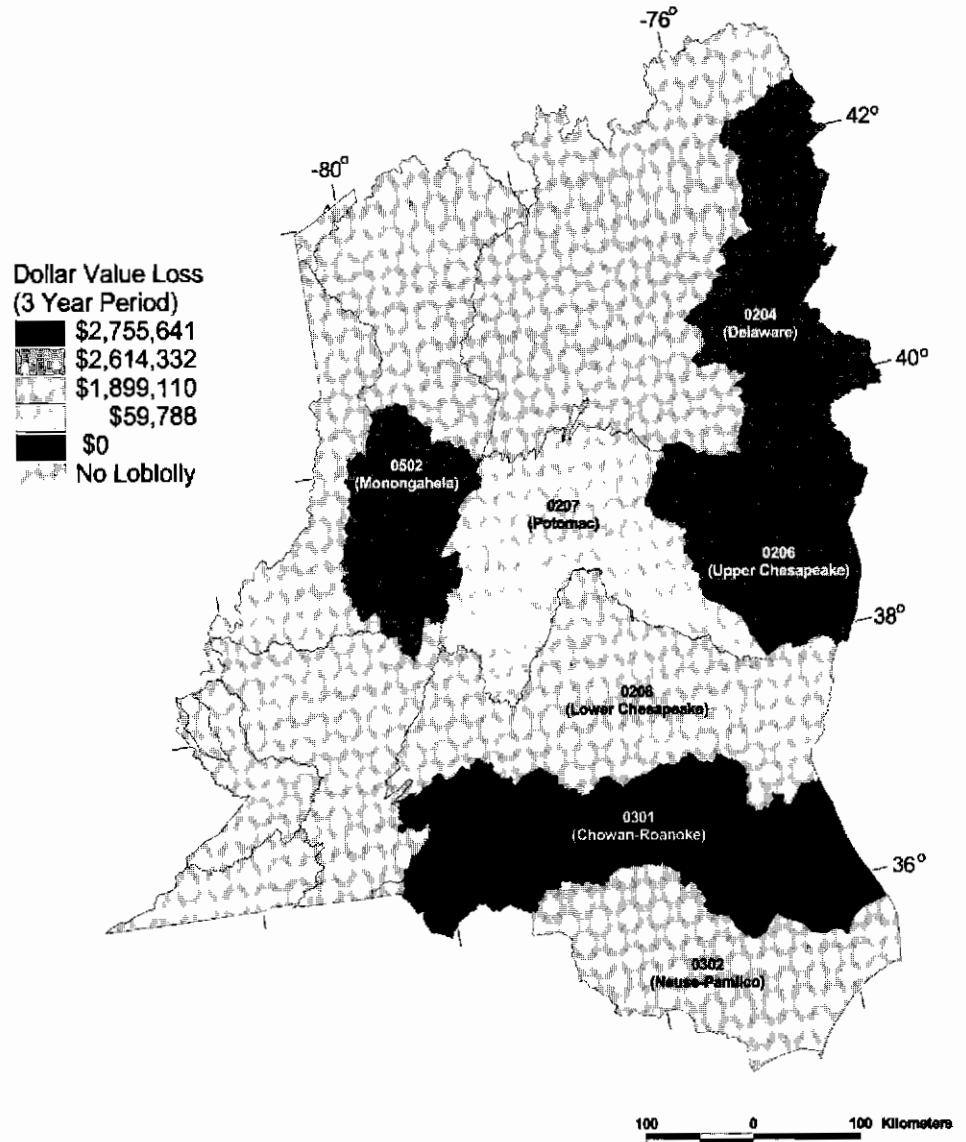 -76°
42°
-80°
Dollar Value Loss
(3 Year Period)
$2,755,641
$2,614,332
$1,899,110
$59,788
$0
No Loblolly
0204
(Delaware)
40°
0502
(Monongahela)
0207
(Potomac)
0206
(Upper Chesapeake)
38°
0208
(Lower Chesapeake)
0301
(Chowan-Roanoke)
36°
0302
(Neuse-Pamlico)
100 0 100 Kilometers